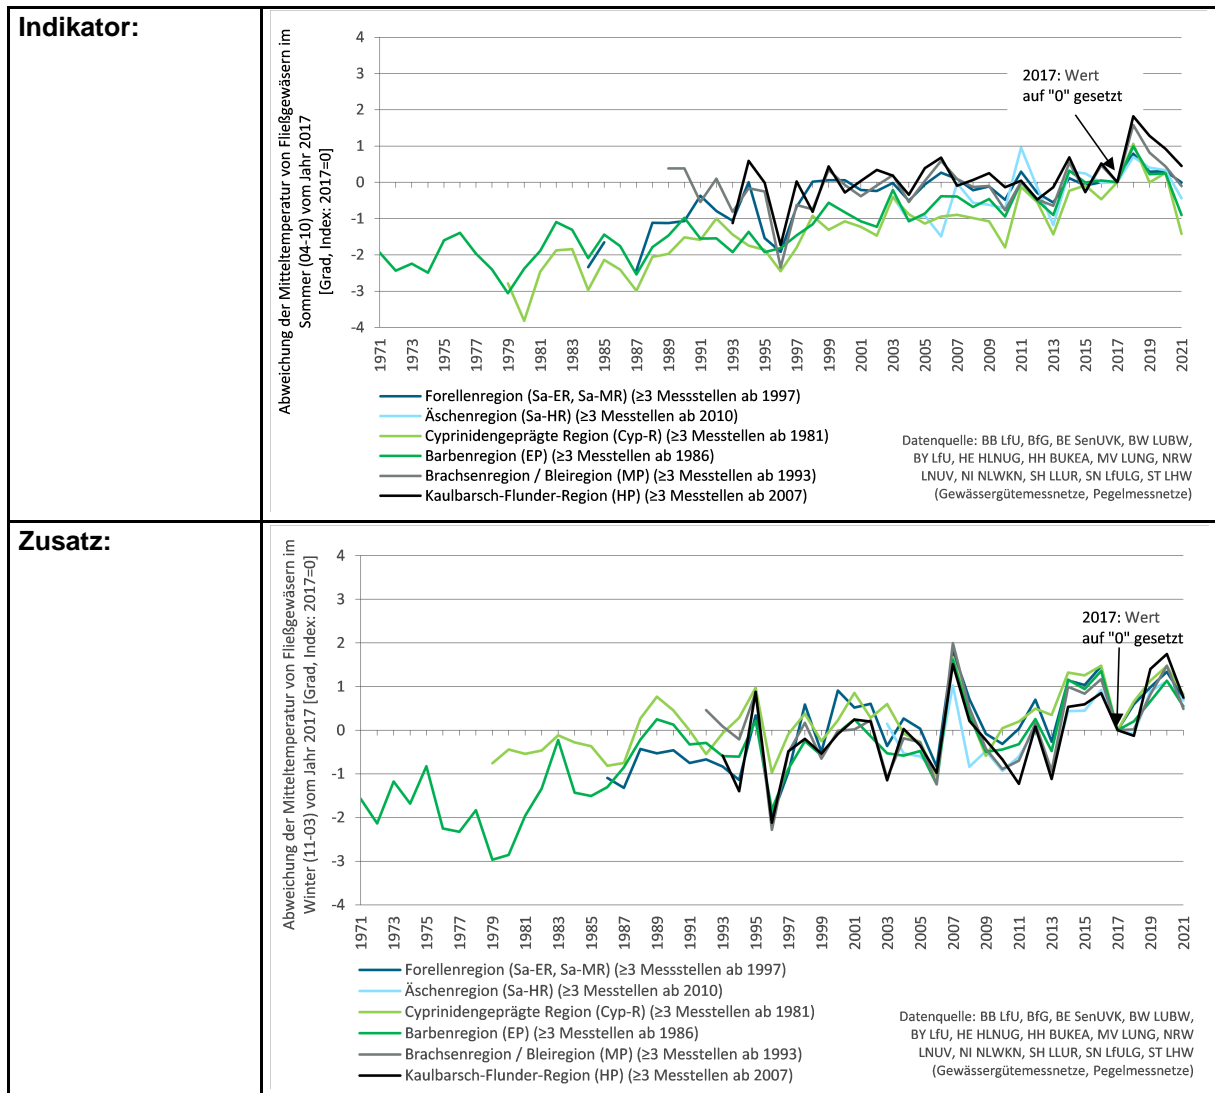 Indikator:
Abweichung der Mitteltemperatur von Fließgewäsern im
Sommer (04-10) vom Jahr 2017
[Grad, Index: 2017=0]
4
3
2
1
0
-1
-2
-3
-4
2017: Wert
auf "0" gesetzt
1971
1973
1975
1977
1979
1981
1983
1985
1987
1989
1991
1993
1995
1997
1999
2001
2003
2005
2007
2009
2011
2013
2015
2017
2019
2021
Forellenregion (Sa-ER, Sa-MR) (≥3 Messtellen ab 1997)
Äschenregion (Sa-HR) (≥3 Messtellen ab 2010)
Cyprinidengeprägte Region (Cyp-R) (≥3 Messtellen ab 1981)
Barbenregion (EP) (≥3 Messtellen ab 1986)
Brachsenregion / Bleiregion (MP) (≥3 Messtellen ab 1993)
Kaulbarsch-Flunder-Region (HP) (≥3 Messtellen ab 2007)
Datenquelle: BB LfU, BfG, BE SenUVK, BW LUBW,
BY LfU, HE HLNUG, HH BUKEA, MV LUNG, NRW
LNUV, NI NLWKN, SH LLUR, SN LfULG, ST LHW
(Gewässergütemessnetze, Pegelmessnetze)
Zusatz:
Abweichung der Mitteltemperatur von Fließgewäsern im
Winter (11-03) vom Jahr 2017 [Grad, Index: 2017=0]
4
3
2
1
0
-1
-2
-3
-4
2017: Wert
auf "0" gesetzt
1971
1973
1975
1977
1979
1981
1983
1985
1987
1989
1991
1993
1995
1997
1999
2001
2003
2005
2007
2009
2011
2013
2015
2017
2019
2021
Forellenregion (Sa-ER, Sa-MR) (≥3 Messstellen ab 1997)
Äschenregion (Sa-HR) (≥3 Messstellen ab 2010)
Cyprinidengeprägte Region (Cyp-R) (≥3 Messstellen ab 1981)
Barbenregion (EP) (≥3 Messstellen ab 1986)
Brachsenregion / Bleiregion (MP) (≥3 Messstellen ab 1993)
Kaulbarsch-Flunder-Region (HP) (≥3 Messstellen ab 2007)
Datenquelle: BB LfU, BfG, BE SenUVK, BW LUBW,
BY LfU, HE HLNUG, HH BUKEA, MV LUNG, NRW
LNUV, NI NLWKN, SH LLUR, SN LfULG, ST LHW
(Gewässergütemessnetze, Pegelmessnetze)